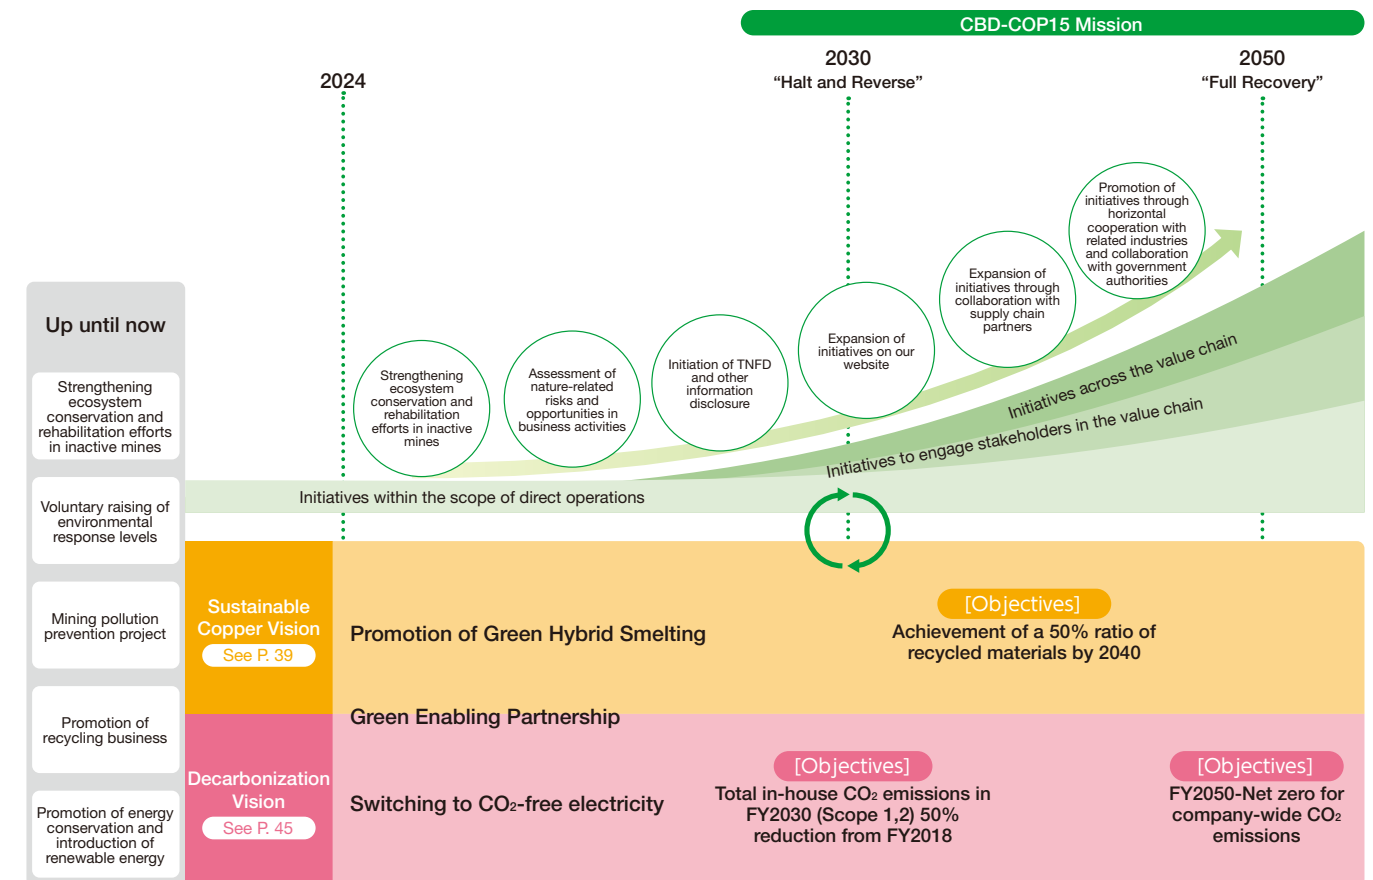 CBD-COP15 Mission
2024
2030
“Halt and Reverse”
2050
“Full Recovery”
Up until now
Strengthening
ecosystem
conservation and
rehabilitation efforts
in inactive mines
Voluntary raising of
environmental
response levels
Mining pollution
prevention project
Promotion of
recycling business
Promotion of energy
conservation and
introduction of
renewable energy
Strengthening
ecosystem
conservation and
rehabilitation
efforts in inactive
mines
Assessment of
nature-related
risks and
opportunities in
business activities
Initiation of TNFD
and other
information
disclosure
Expansion of
initiatives on our
website
Expansion of
initiatives through
collaboration with
supply chain
partners
Promotion of
initiatives through
horizontal
cooperation with
related industries
and collaboration
with government
authorities
Initiatives across the value chain
Initiatives to engage stakeholders in the value chain
Initiatives within the scope of direct operations
Sustainable
Copper Vision
See P. 39
Promotion of Green Hybrid Smelting
[Objectives]
Achievement of a 50% ratio of
recycled materials by 2040
Green Enabling Partnership
Decarbonization
Vision
See P. 45
Switching to CO₂-free electricity
[Objectives]
Total in-house CO₂ emissions in
FY2030 (Scope 1,2) 50%
reduction from FY2018
[Objectives]
FY2050-Net zero for
company-wide CO₂
emissions